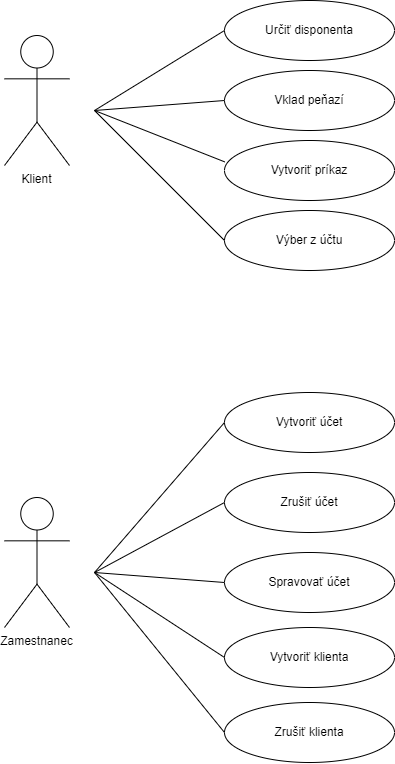 Určiť disponenta
Vklad peňazí
Vytvoriť príkaz
Klient
Výber z účtu
Vytvoriť účet
Zrušiť účet
Spravovať účet
Zamestnanec
Vytvoriť klienta
Zrušiť klienta